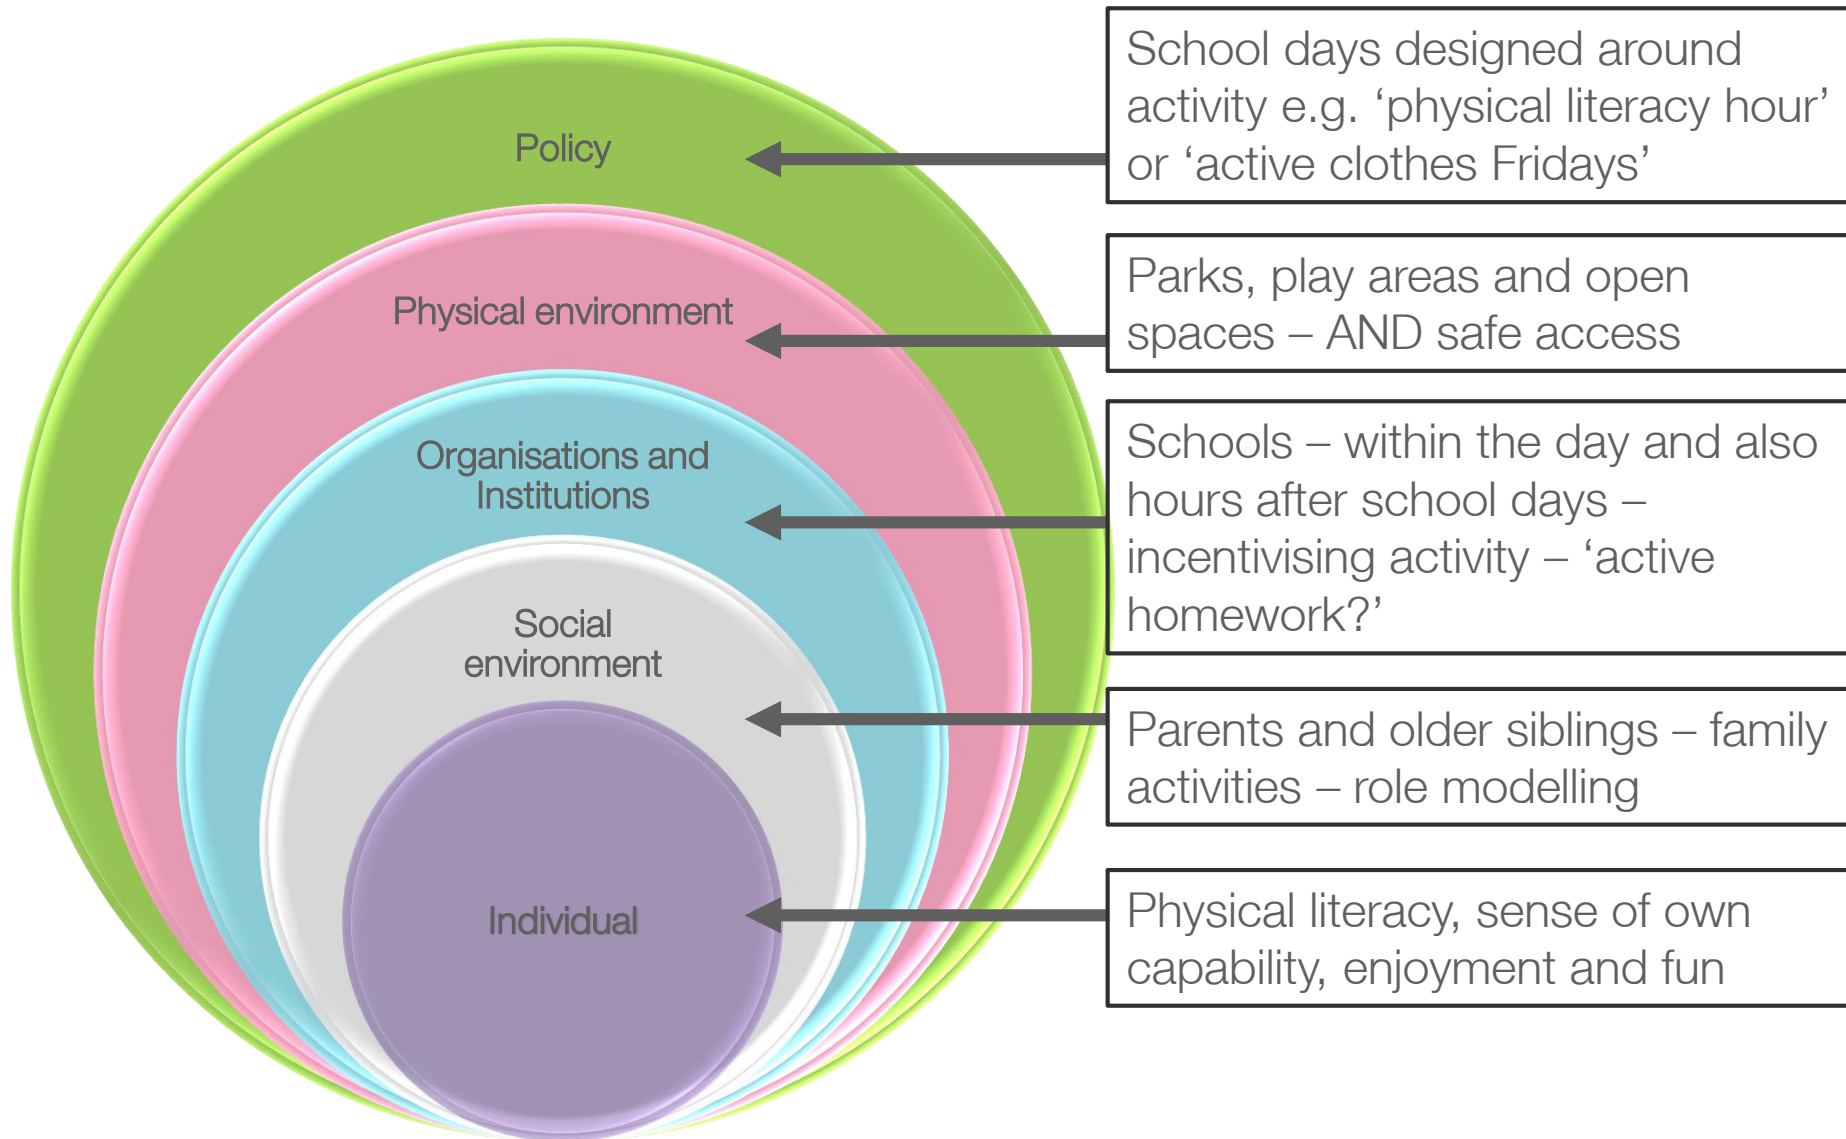 Policy
School days designed around
activity e.g. ‘physical literacy hour’
or ‘active clothes Fridays’
Physical environment
Parks, play areas and open
spaces – AND safe access
Organisations and
Institutions
Schools – within the day and also
hours after school days –
incentivising activity – ‘active
homework?’
Social
environment
Parents and older siblings – family
activities – role modelling
Individual
Physical literacy, sense of own
capability, enjoyment and fun